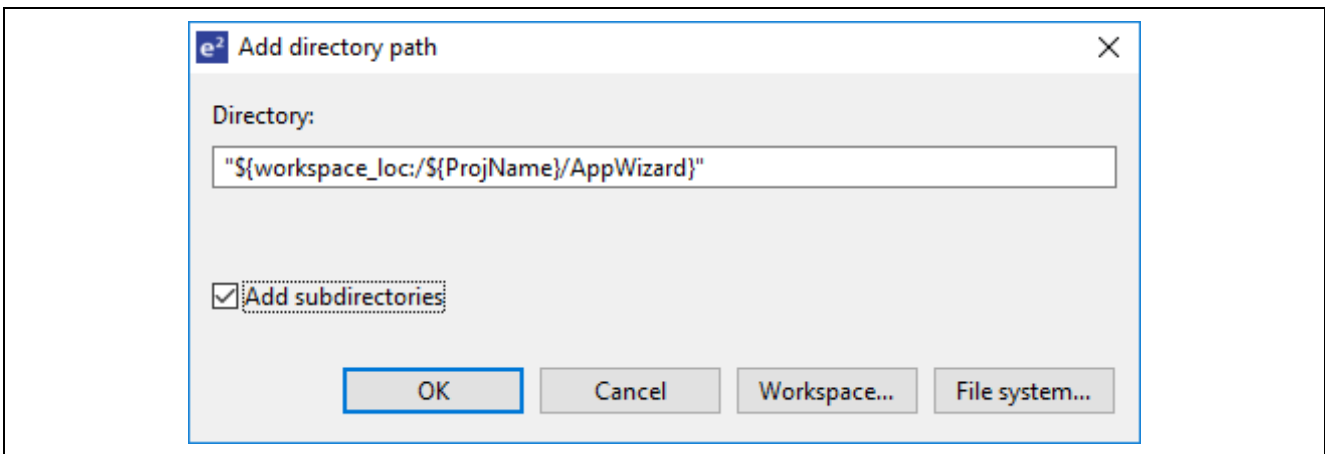 e² Add directory path
Directory:
"${workspace_loc:/${ProjName}/AppWizard}"
Add subdirectories
OK Cancel Workspace... File system...